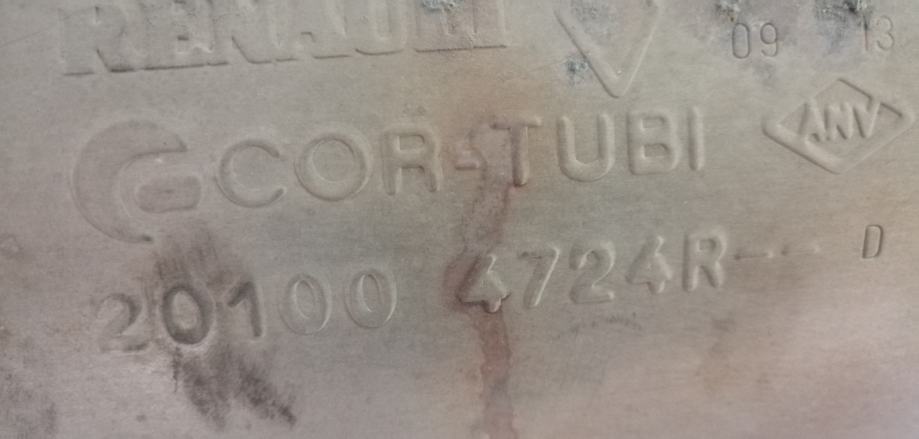 RENAULT 09 13
COR-TUBI ANV
20100 4724R-- D